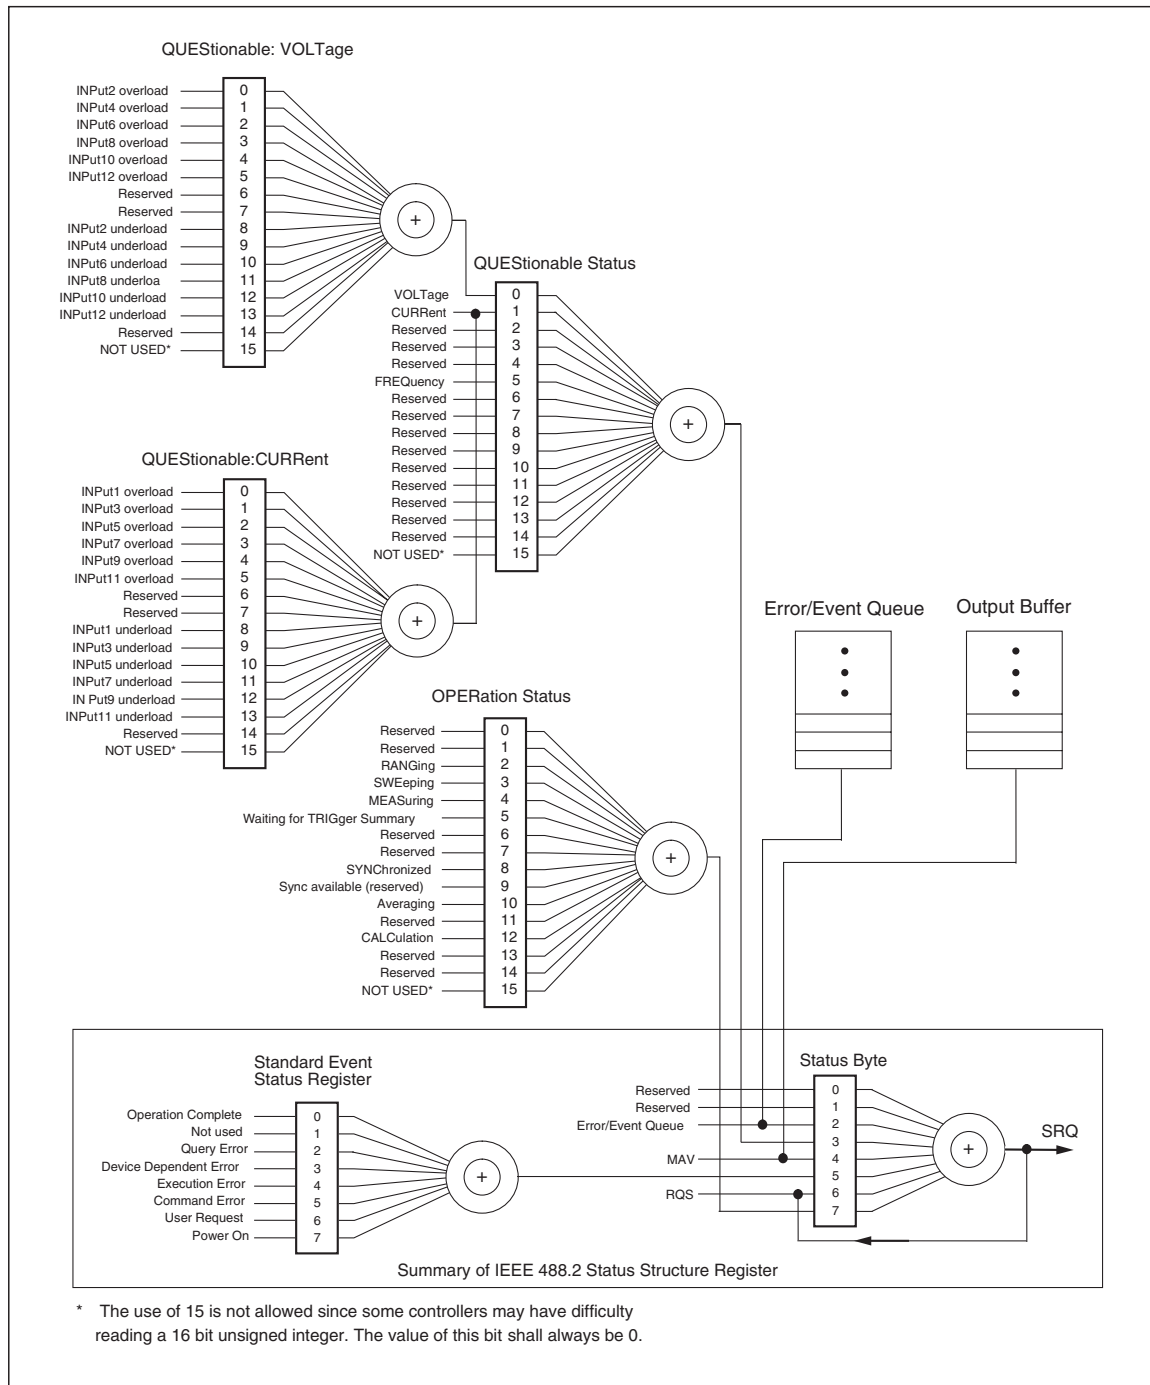 QUEStionable: VOLTage
INPut2 overload 0
INPut4 overload 1
INPut6 overload 2
INPut8 overload 3
INPut10 overload 4
INPut12 overload 5
Reserved 6
Reserved 7
INPut2 underload 8
INPut4 underload 9
INPut6 underload 10
INPut8 underloa 11
INPut10 underload 12
INPut12 underload 13
Reserved 14
NOT USED* 15
+
QUEStionable Status
VOLTage 0
CURRent 1
Reserved 2
Reserved 3
Reserved 4
FREQuency 5
Reserved 6
Reserved 7
Reserved 8
Reserved 9
Reserved 10
Reserved 11
Reserved 12
Reserved 13
Reserved 14
NOT USED* 15
+
QUEStionable:CURRent
INPut1 overload 0
INPut3 overload 1
INPut5 overload 2
INPut7 overload 3
INPut9 overload 4
INPut11 overload 5
Reserved 6
Reserved 7
INPut1 underload 8
INPut3 underload 9
INPut5 underload 10
INPut7 underload 11
IN Put9 underload 12
INPut11 underload 13
Reserved 14
NOT USED* 15
+
Error/Event Queue
Output Buffer
OPERation Status
Reserved 0
Reserved 1
RANGing 2
SWEeping 3
MEASuring 4
Waiting for TRIGger Summary 5
Reserved 6
Reserved 7
SYNChronized 8
Sync available (reserved) 9
Averaging 10
Reserved 11
CALCulation 12
Reserved 13
Reserved 14
NOT USED* 15
+
Standard Event
Status Register
Operation Complete 0
Not used 1
Query Error 2
Device Dependent Error 3
Execution Error 4
Command Error 5
User Request 6
Power On 7
+
Status Byte
Reserved 0
Reserved 1
Error/Event Queue 2
3
MAV 4
5
RQS 6
7
+
SRQ
Summary of IEEE 488.2 Status Structure Register
* The use of 15 is not allowed since some controllers may have difficulty
reading a 16 bit unsigned integer. The value of this bit shall always be 0.